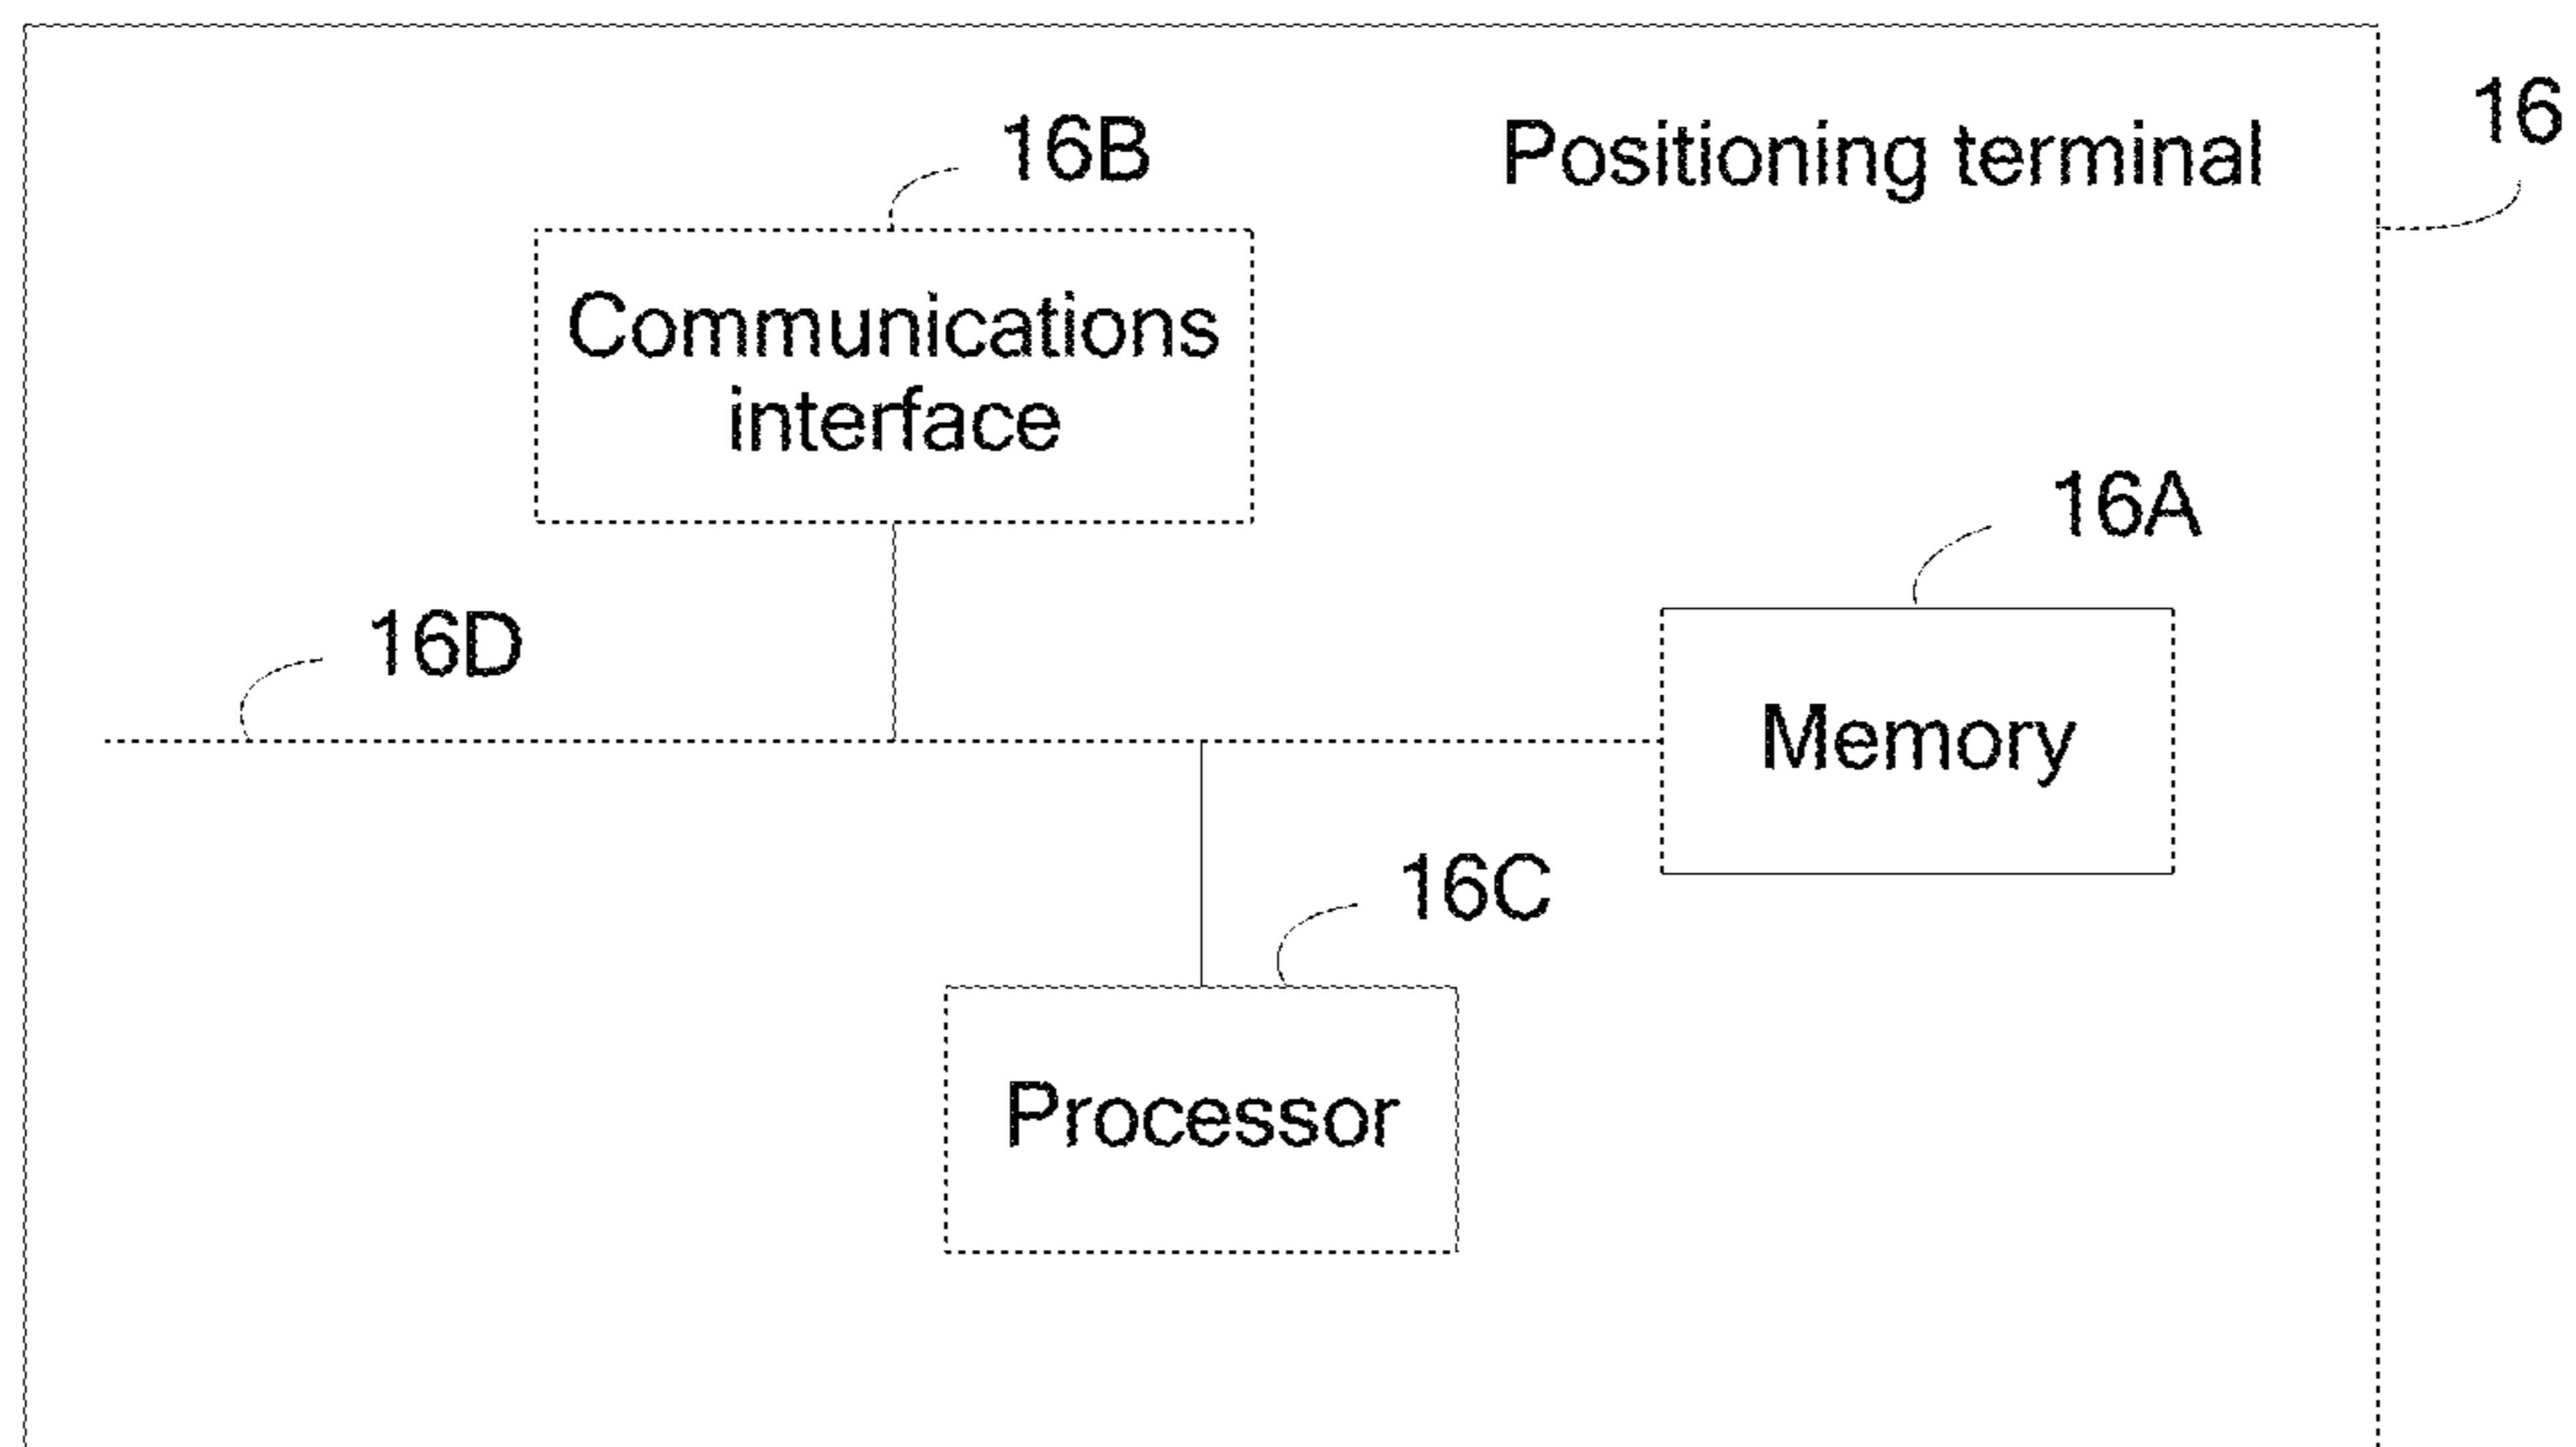 16
16B
Positioning terminal
Communications
interface
16A
16D
Memory
16C
Processor